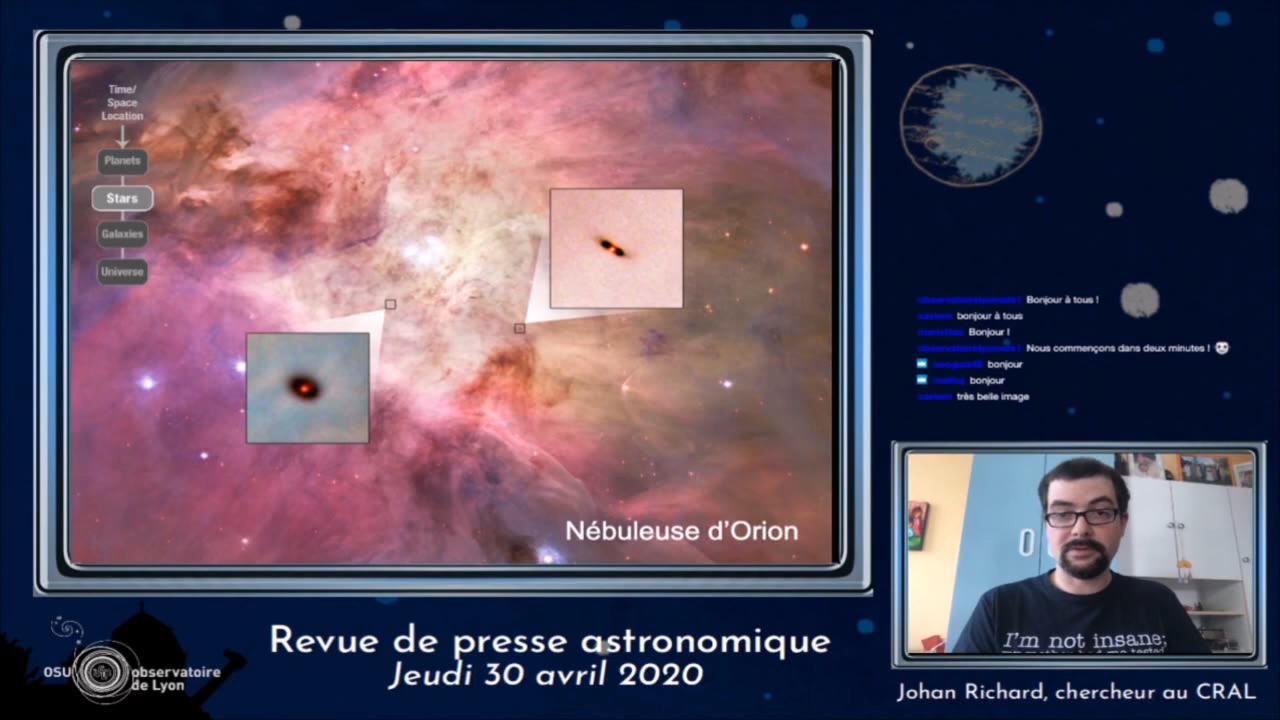 Time/
Space
Location
Planets
Stars
Galaxies
Universe
Nébuleuse d'Orion
Bonjour à tous !
bonjour à tous
Bonjour !
Nous commençons dans deux minutes !
bonjour
bonjour
très belle image
I'm not insane;
Revue de presse astronomique
Jeudi 30 avril 2020
OSUL observatoire
de Lyon
Johan Richard, chercheur au CRAL